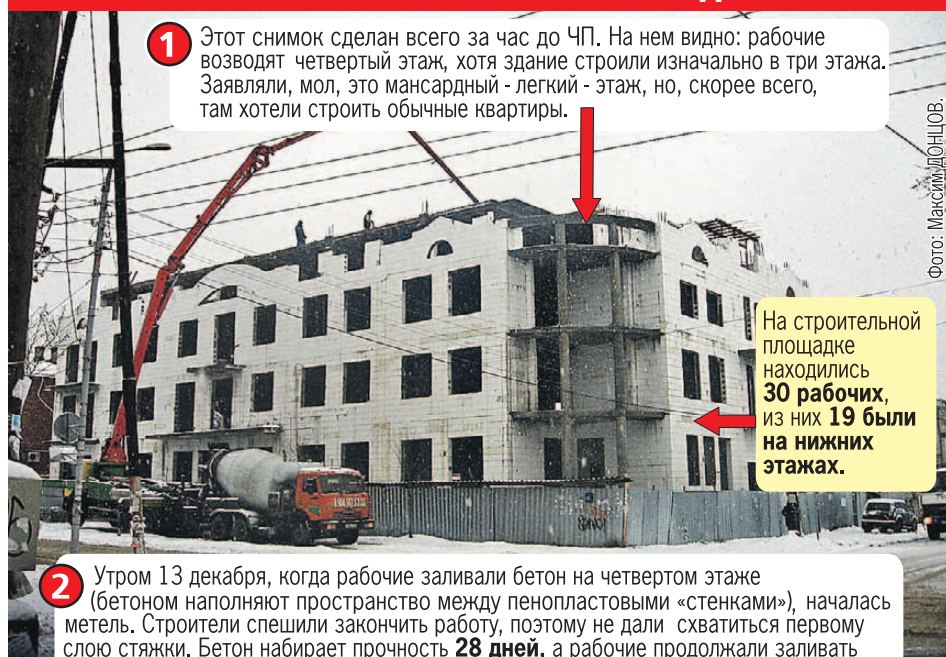 1 Этот снимок сделан всего за час до ЧП. На нем видно: рабочие
возводят четвертый этаж, хотя здание строили изначально в три этажа.
Заявляли, мол, это мансардный - легкий - этаж, но, скорее всего,
там хотели строить обычные квартиры.
Фото: Максим ДОНЦОВ.
На строительной
площадке
находились
30 рабочих,
из них 19 были
на нижних
этажах.
2 Утром 13 декабря, когда рабочие заливали бетон на четвертом этаже
(бетоном наполняют пространство между пенопластовыми «стенками»), началась
метель. Строители спешили закончить работу, поэтому не дали схватиться первому
слою стяжки. Бетон набирает прочность 28 дней, а рабочие продолжали заливать